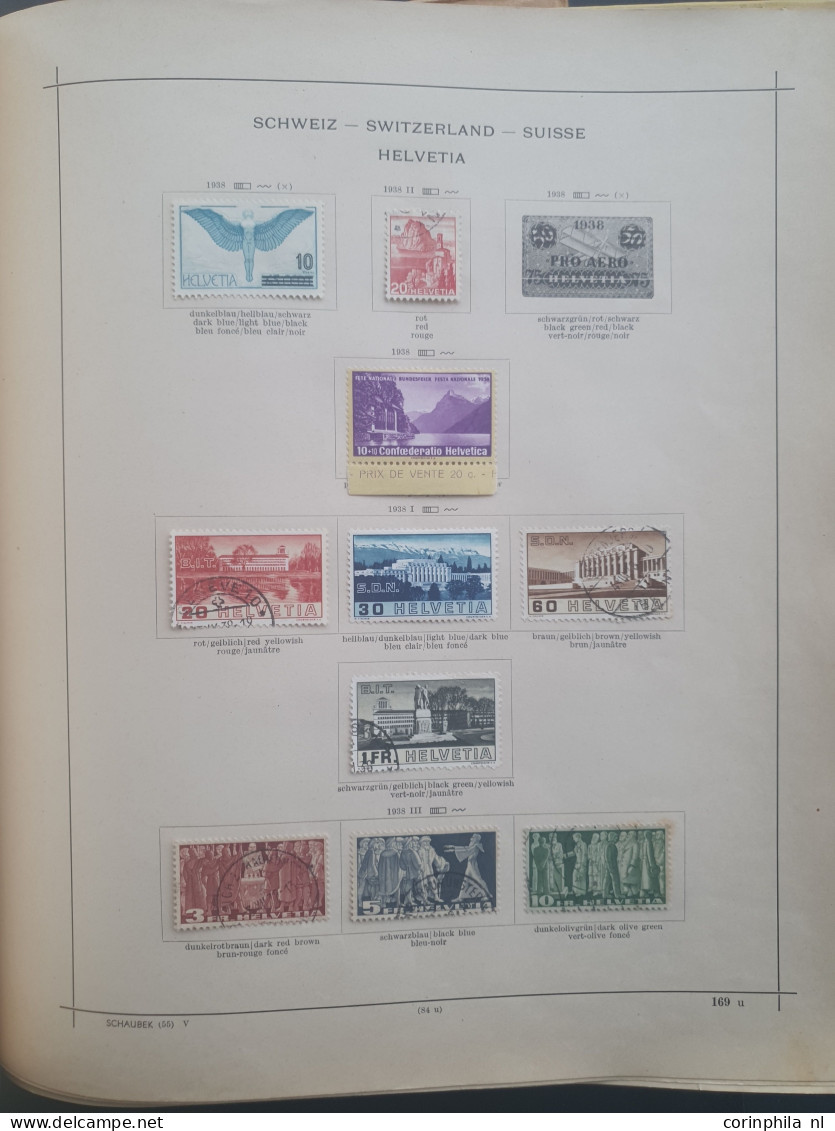 SCHWEIZ — SWITZERLAND — SUISSE
HELVETIA
1938 (×)
1938 II
1938 (×)
10
HELVETIA
20 HELVETIA
1938
PRO AERO
dunkelblau/hellblau/schwarz
dark blue/light blue/black
bleu foncé/bleu clair/noir
rot
red
rouge
schwarzgrün/rot/schwarz
black green/red/black
vert-noir/rouge/noir
1938
10+10 Confœderatio Helvetica
- PRIX DE VENTE 20 c. -
1938 I
B.I.T.
20 HELVETIA
S.D.N.
30 HELVETIA
S.D.N.
60 HELVETIA
rot/gelblich/red yellowish
rouge/jaunâtre
hellblau/dunkelblau/light blue/dark blue
bleu clair/bleu foncé
braun/gelblich/brown/yellowish
brun/jaunâtre
B.I.T.
1FR. HELVETIA
schwarzgrün/gelblich/black green/yellowish
vert-noir/jaunâtre
1938 III
3 FR HELVETIA
5 FR HELVETIA
10 FR HELVETIA
dunkelrotbraun/dark red brown
brun-rouge foncé
schwarzblau/black blue
bleu-noir
dunkelolivgrün/dark olive green
vert-olive foncé
SCHAUBEK (55) V
(84 u)
169 u
www.delcampe.net
corinphila nl